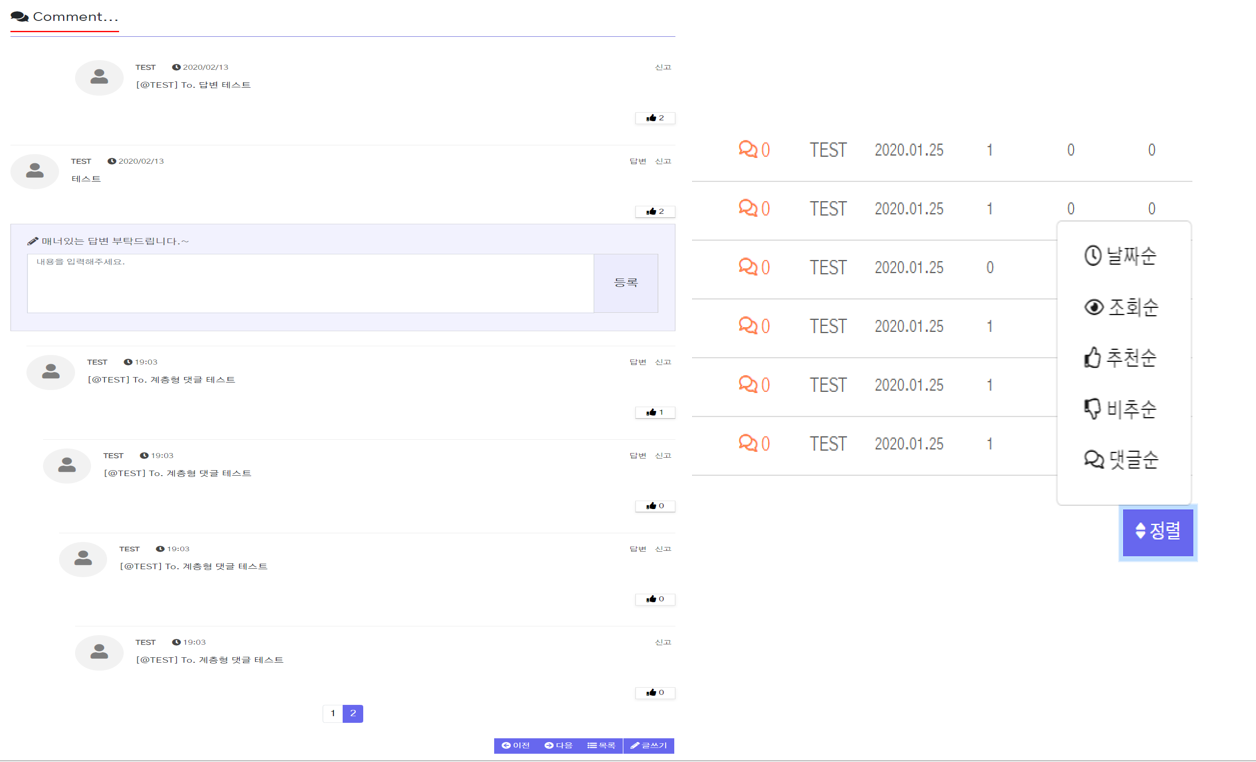 Comment...
TEST 2020/02/13 신고
[@TEST] To. 답변 테스트
2
TEST 2020/02/13 답변 신고
테스트
2
매너있는 답변 부탁드립니다.~
내용을 입력해주세요.
등록
TEST 19:03 답변 신고
[@TEST] To. 계층형 댓글 테스트
1
TEST 19:03 답변 신고
[@TEST] To. 계층형 댓글 테스트
0
TEST 19:03 답변 신고
[@TEST] To. 계층형 댓글 테스트
0
TEST 19:03 신고
[@TEST] To. 계층형 댓글 테스트
0
1 2
이전 다음 목록 글쓰기
0 TEST 2020.01.25 1 0 0
0 TEST 2020.01.25 1 0 0
0 TEST 2020.01.25 0
0 TEST 2020.01.25 1
0 TEST 2020.01.25 1
0 TEST 2020.01.25 1
날짜순
조회순
추천순
비추순
댓글순
정렬